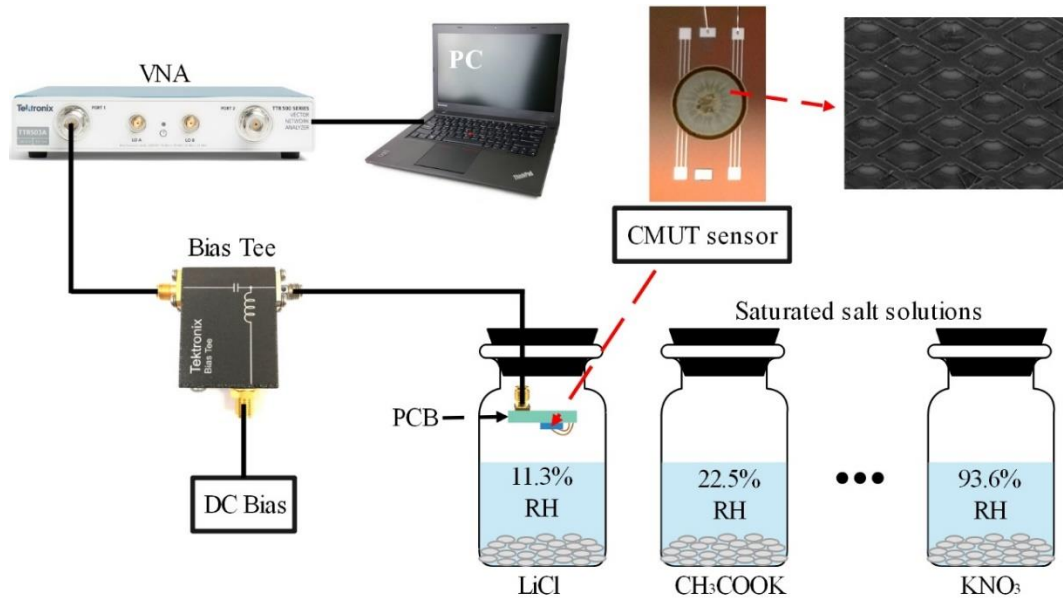 VNA
Tektronix
PORT 1
PORT 2
TTR500 SERIES
VECTOR
NETWORK
ANALYZER
TTR503A
LO A
LO B
PC
ThinkPad
CMUT sensor
Bias Tee
Tektronix
Bias Tee
DC Bias
Saturated salt solutions
PCB
11.3%
RH
22.5%
RH
93.6%
RH
LiCl
CH₃COOK
KNO₃